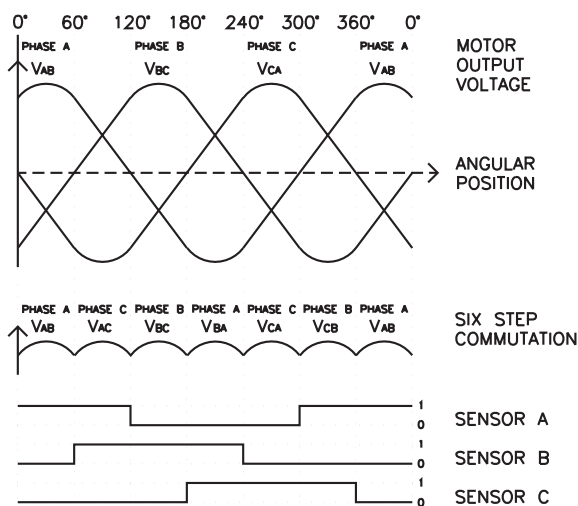 0° 60° 120° 180° 240° 300° 360° 0°
PHASE A PHASE B PHASE C PHASE A
VAB VBC VCA VAB
MOTOR
OUTPUT
VOLTAGE
ANGULAR
POSITION
PHASE A PHASE C PHASE B PHASE A PHASE C PHASE B PHASE A
VAB VAC VBC VBA VCA VCB VAB
SIX STEP
COMMUTATION
1
0
SENSOR A
1
0
SENSOR B
1
0
SENSOR C